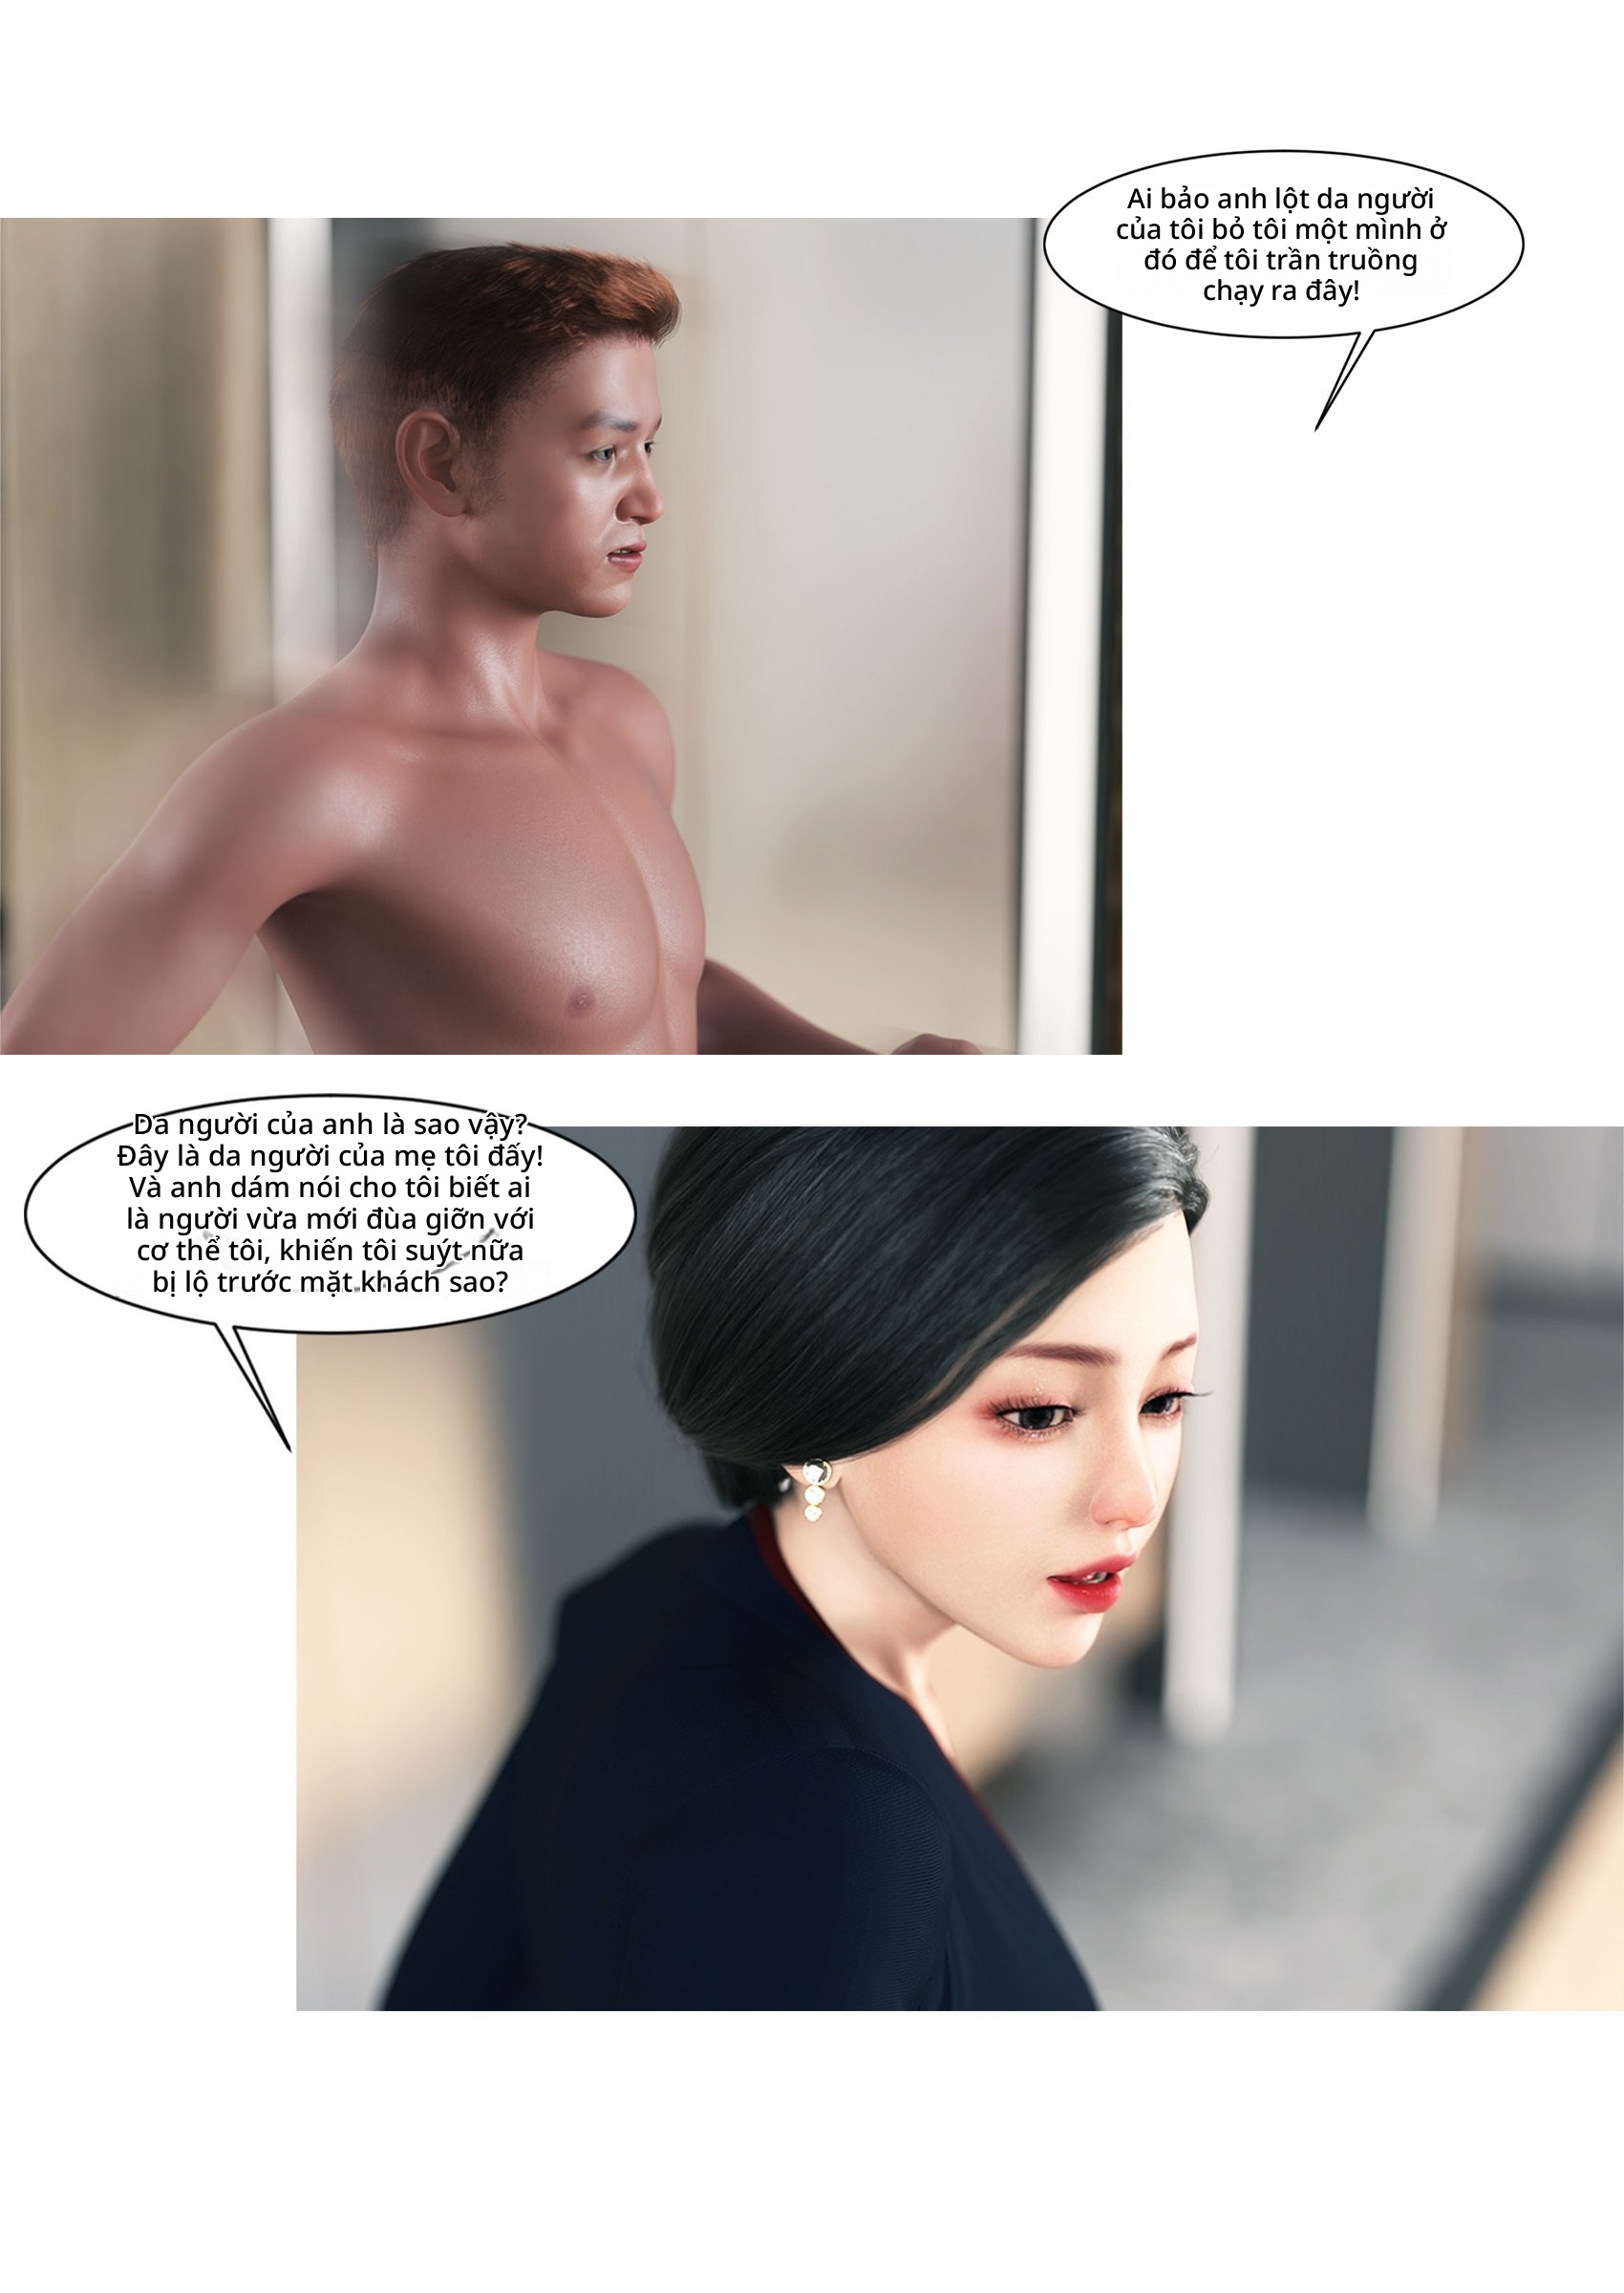 Ai bảo anh lột da người
của tôi bỏ tôi một mình ở
đó để tôi trần truồng
chạy ra đây!
Da người của anh là sao vậy?
Đây là da người của mẹ tôi đấy!
Và anh dám nói cho tôi biết ai
là người vừa mới đùa giỡn với
cơ thể tôi, khiến tôi suýt nữa
bị lộ trước mặt khách sao?